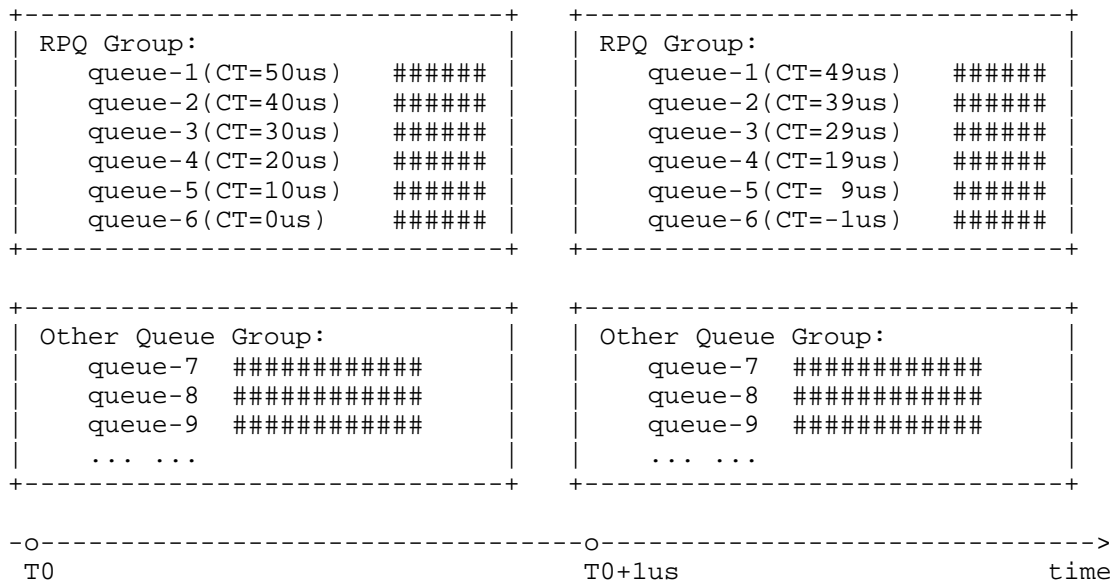 +------------------------------+   +------------------------------+
| RPQ Group:                   |   | RPQ Group:                   |
|    queue-1(CT=50us)   ###### |   |    queue-1(CT=49us)   ###### |
|    queue-2(CT=40us)   ###### |   |    queue-2(CT=39us)   ###### |
|    queue-3(CT=30us)   ###### |   |    queue-3(CT=29us)   ###### |
|    queue-4(CT=20us)   ###### |   |    queue-4(CT=19us)   ###### |
|    queue-5(CT=10us)   ###### |   |    queue-5(CT= 9us)   ###### |
|    queue-6(CT=0us)    ###### |   |    queue-6(CT=-1us)   ###### |
+------------------------------+   +------------------------------+

+------------------------------+   +------------------------------+
| Other Queue Group:           |   | Other Queue Group:           |
|    queue-7  ############     |   |    queue-7  ############     |
|    queue-8  ############     |   |    queue-8  ############     |
|    queue-9  ############     |   |    queue-9  ############     |
|    ... ...                   |   |    ... ...                   |
+------------------------------+   +------------------------------+

-o----------------------------------o------------------------------->
 T0                                 T0+1us                       time